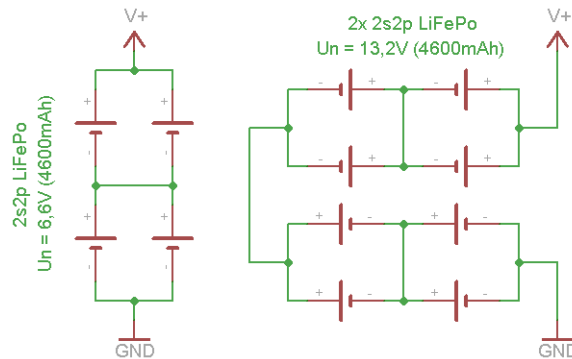 V+
2x 2s2p LiFePo
Un = 13,2V (4600mAh)
V+
2s2p LiFePo
Un = 6,6V (4600mAh)
+ +
- -
+ +
- -
- + - +
- + - +
+ - + -
+ - + -
GND
GND